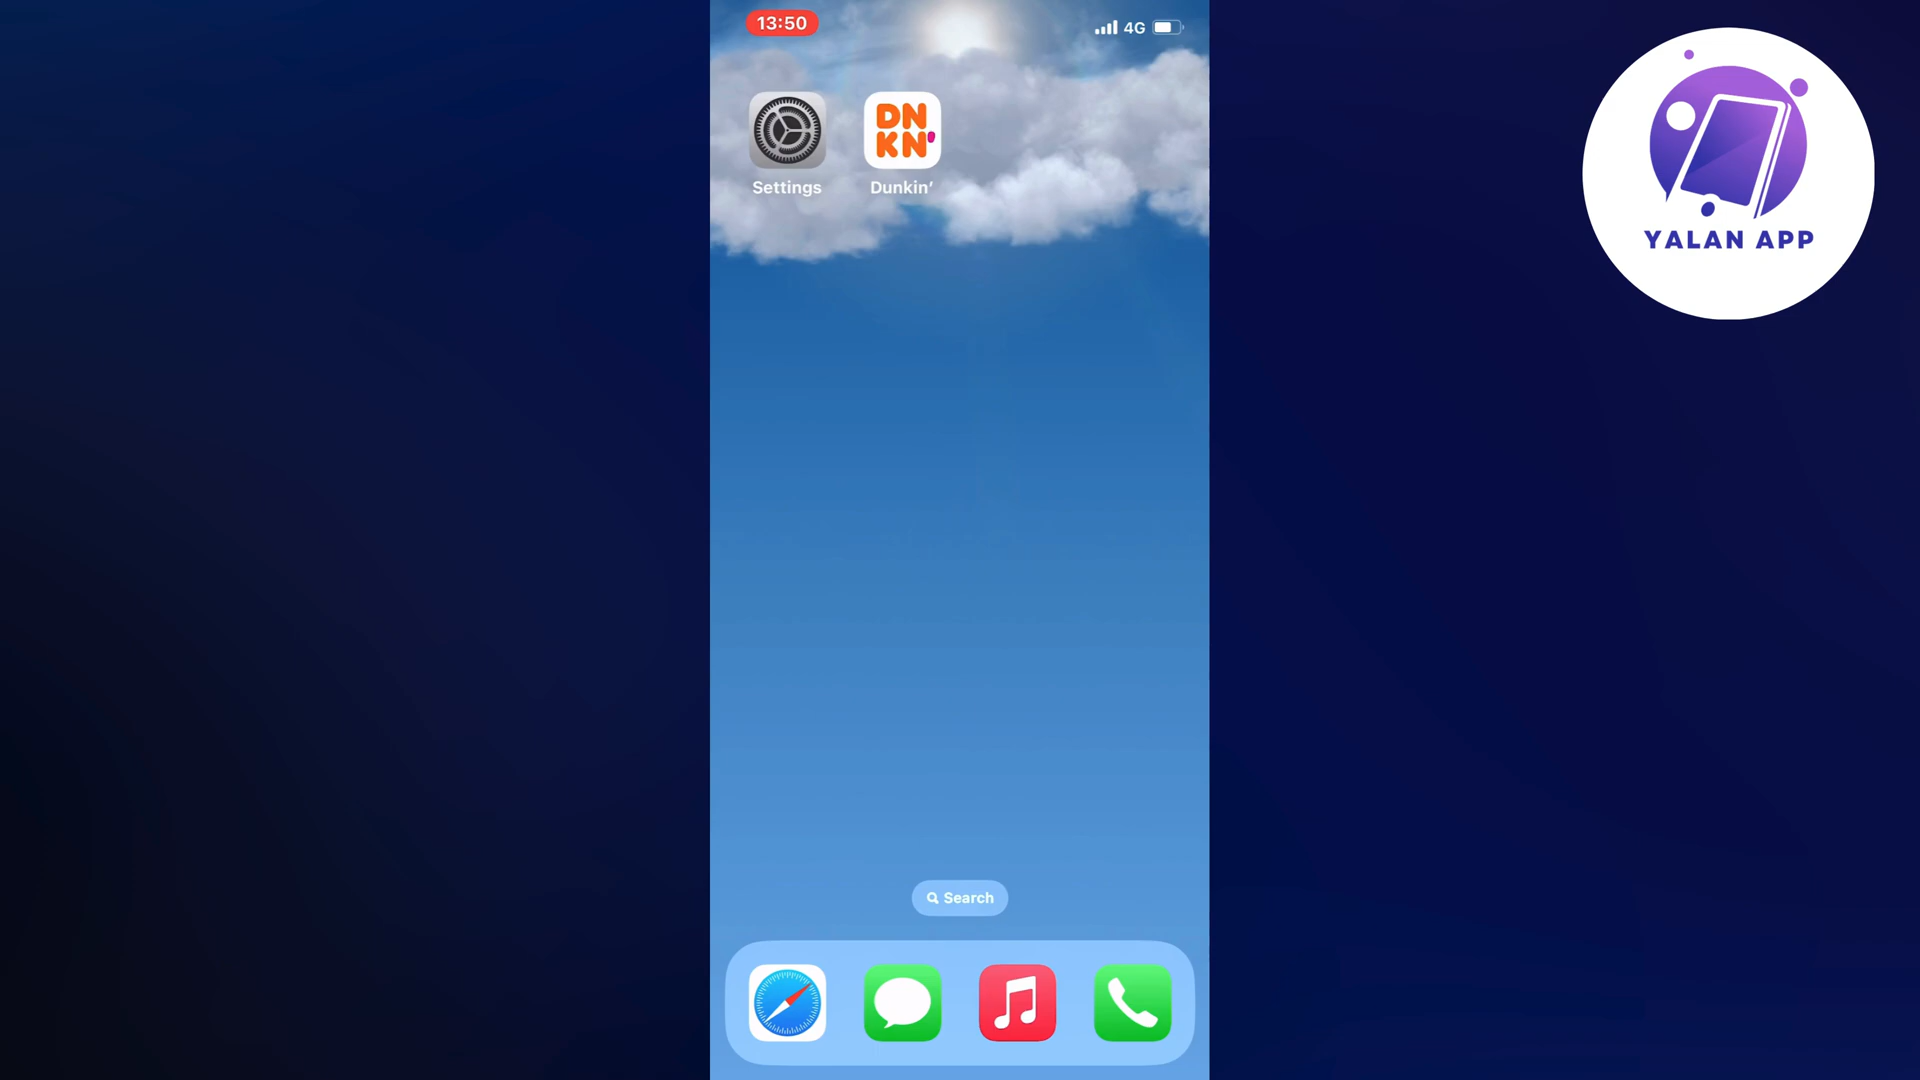 13:50
4G
DN
KN'
Settings
Dunkin'
YALAN APP
Search